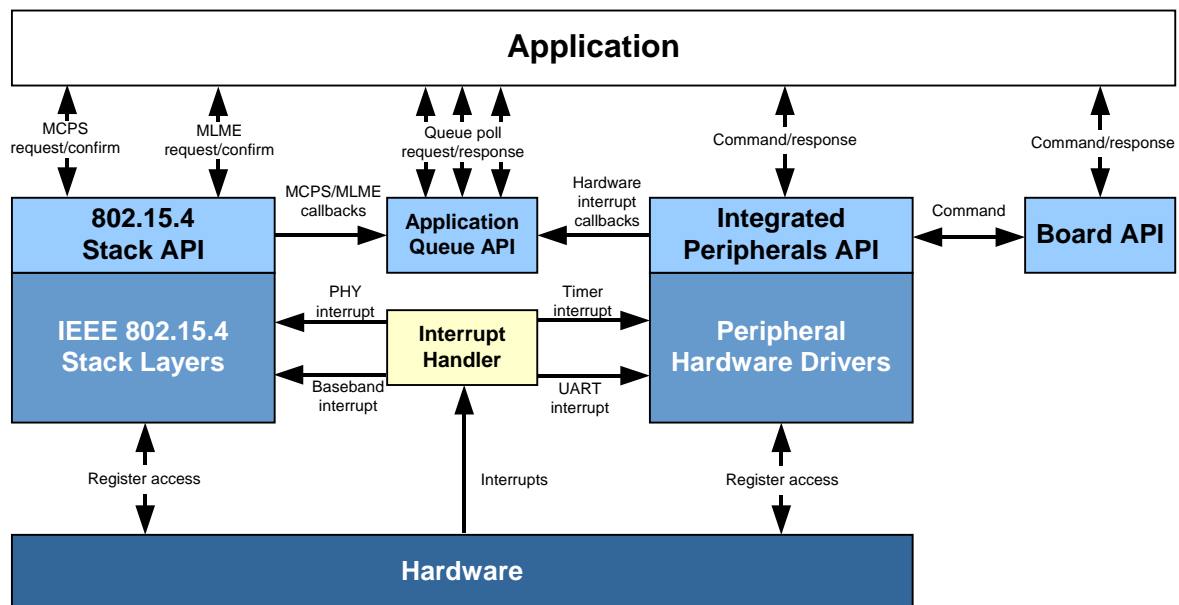 Application
MCPS
request/confirm
MLME
request/confirm
Queue poll
request/response
Command/response
Command/response
MCPS/MLME
callbacks
Hardware
interrupt
callbacks
802.15.4
Stack API
Application
Queue API
Integrated
Peripherals API
Command
Board API
PHY
interrupt
Timer
interrupt
IEEE 802.15.4
Stack Layers
Interrupt
Handler
Peripheral
Hardware Drivers
Baseband
interrupt
UART
interrupt
Register access
Interrupts
Register access
Hardware